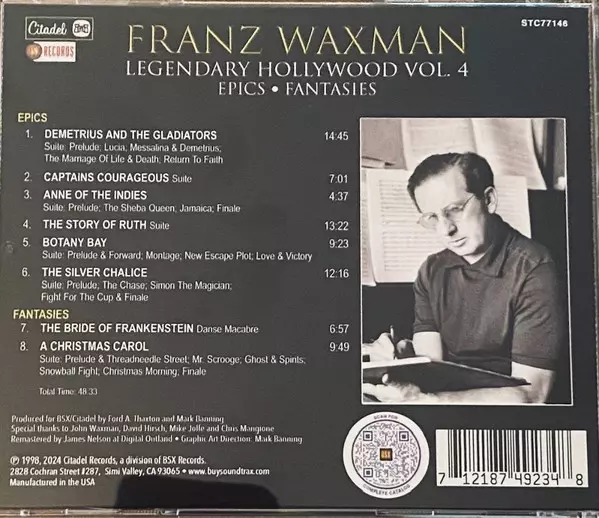 Citadel
RECORDS
STC77146
FRANZ WAXMAN
LEGENDARY HOLLYWOOD VOL. 4
EPICS • FANTASIES
EPICS
1. DEMETRIUS AND THE GLADIATORS 14:45
Suite: Prelude; Lucia, Messalina & Demetrius;
The Marriage Of Life & Death; Return To Faith
2. CAPTAINS COURAGEOUS Suite 7:01
3. ANNE OF THE INDIES 4:37
Suite: Prelude; The Sheba Queen, Jamaica; Finale
4. THE STORY OF RUTH Suite 13:22
5. BOTANY BAY 9:23
Suite: Prelude & Forward; Montage; New Escape Plot; Love & Victory
6. THE SILVER CHALICE 12:16
Suite: Prelude; The Chase; Simon The Magician;
Fight For The Cup & Finale
FANTASIES
7. THE BRIDE OF FRANKENSTEIN Danse Macabre 6:57
8. A CHRISTMAS CAROL 9:49
Suite: Prelude & Threadneedle Street; Mr. Scrooge; Ghost & Spirits;
Snowball Fight; Christmas Morning; Finale
Total Time: 48:33
Produced for BSX/Citadel by Ford A. Thaxton and Mark Banning
Special thanks to John Waxman, David Hirsch, Mike Joffe and Chris Mangione
Remastered by James Nelson at Digital Outland • Graphic Art Direction: Mark Banning
℗ 1998, 2024 Citadel Records, a division of BSX Records.
2828 Cochran Street #287, Simi Valley, CA 93065 • www.buysoundtrax.com
Manufactured in the USA
SCAN FOR
BSX
COMPLETE CATALOG
7 12187 49234 8